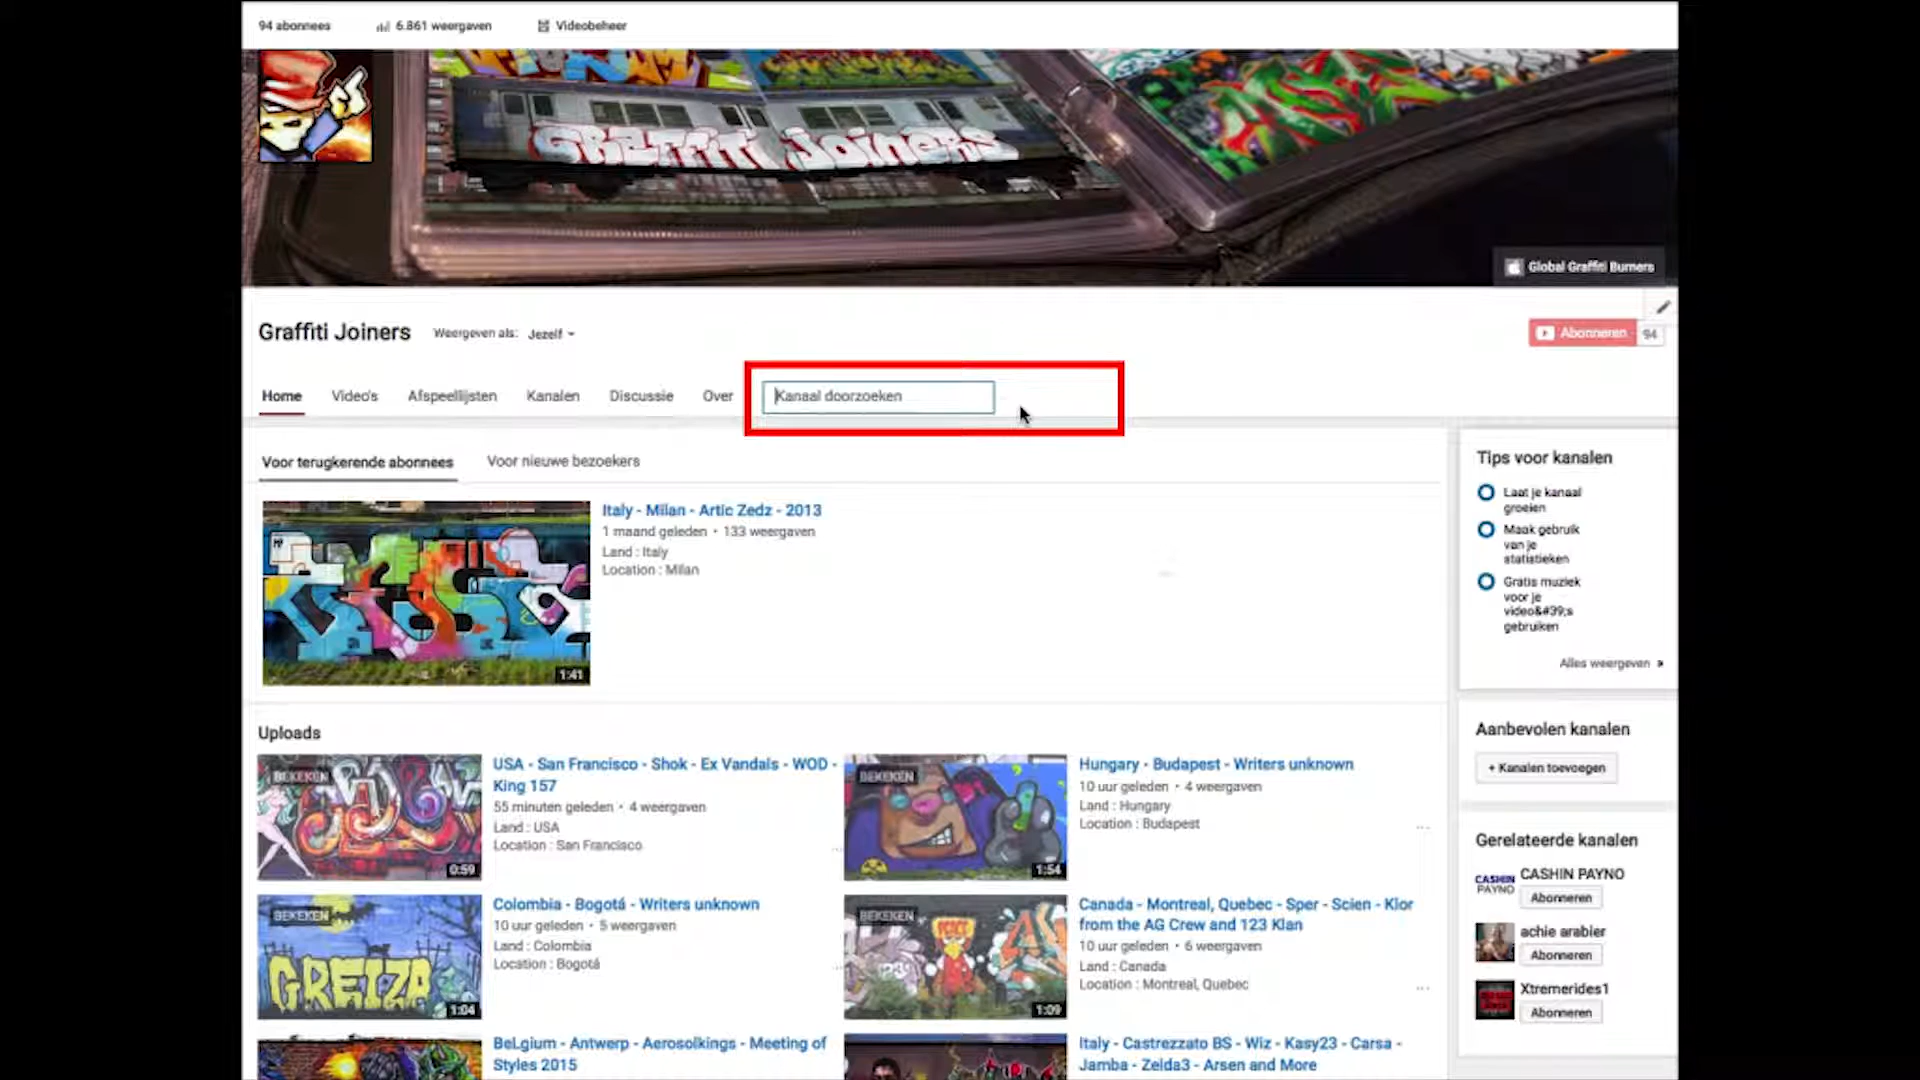 94 abonnees 6.861 weergaven Videobeheer
GRAFFITI JOINERS
Global Graffiti Burners
Graffiti Joiners Weergeven als: Jezelf
Abonneren 94
Home Video's Afspeellijsten Kanalen Discussie Over Kanaal doorzoeken
Voor terugkerende abonnees Voor nieuwe bezoekers
Italy - Milan - Artic Zedz - 2013
1 maand geleden • 133 weergaven
Land : Italy
Location : Milan
1:41
Uploads
BEKEKEN
0:59
USA - San Francisco - Shok - Ex Vandals - WOD -
King 157
55 minuten geleden • 4 weergaven
Land : USA
Location : San Francisco
BEKEKEN
1:54
Hungary - Budapest - Writers unknown
10 uur geleden • 4 weergaven
Land : Hungary
Location : Budapest
...
BEKEKEN
GREIZA
1:04
Colombia - Bogotá - Writers unknown
10 uur geleden • 5 weergaven
Land : Colombia
Location : Bogotá
BEKEKEN
1:09
Canada - Montreal, Quebec - Sper - Scien - Klor
from the AG Crew and 123 Klan
10 uur geleden • 6 weergaven
Land : Canada
Location : Montreal, Quebec
...
BeLgium - Antwerp - Aerosolkings - Meeting of
Styles 2015
Italy - Castrezzato BS - Wiz - Kasy23 - Carsa -
Jamba - Zelda3 - Arsen and More
Tips voor kanalen
Laat je kanaal
groeien
Maak gebruik
van je
statistieken
Gratis muziek
voor je
video&#39;s
gebruiken
Alles weergeven »
Aanbevolen kanalen
+ Kanalen toevoegen
Gerelateerde kanalen
CASHIN
PAYNO
CASHIN PAYNO
Abonneren
achie arabier
Abonneren
Xtremerides1
Abonneren